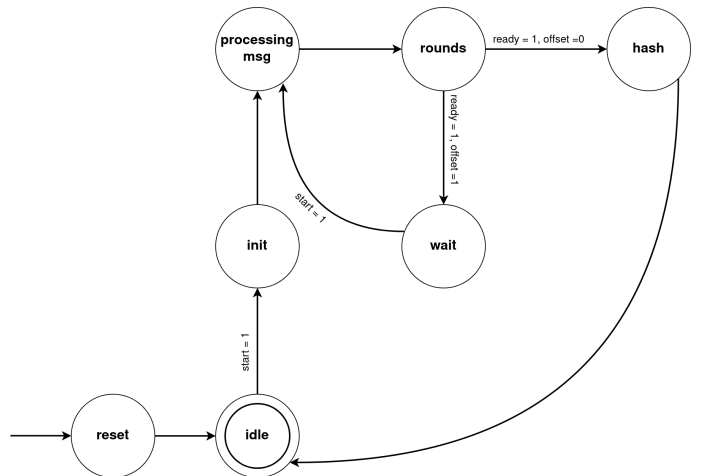 processing
msg
rounds
ready = 1, offset =0
hash
ready = 1, offset =1
start = 1
init
wait
start = 1
reset
idle